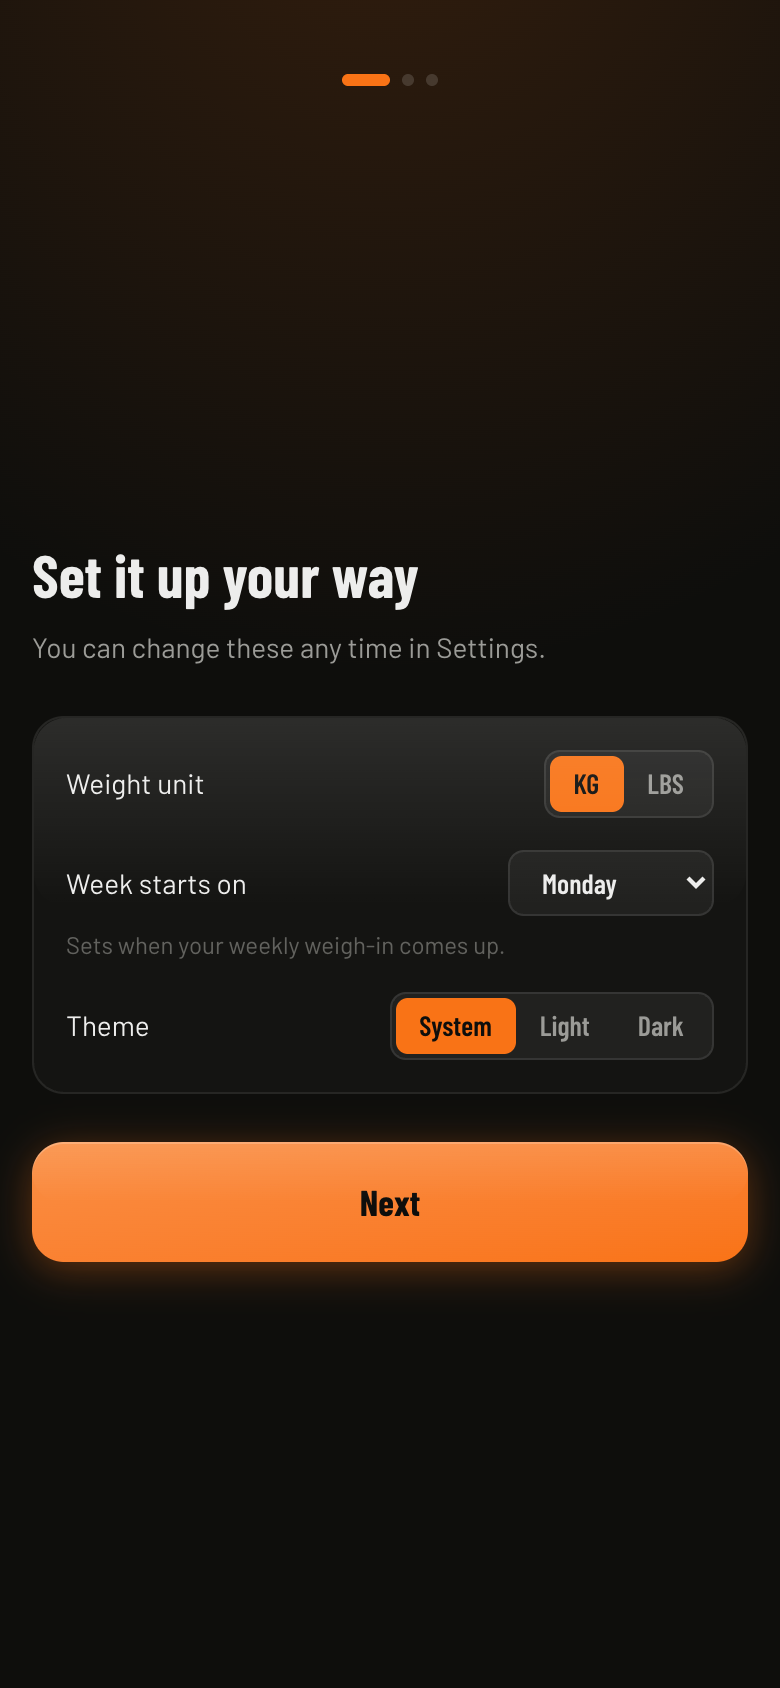 Set it up your way
You can change these any time in Settings.
Weight unit
KG LBS
Week starts on
Monday
Sets when your weekly weigh-in comes up.
Theme
System Light Dark
Next